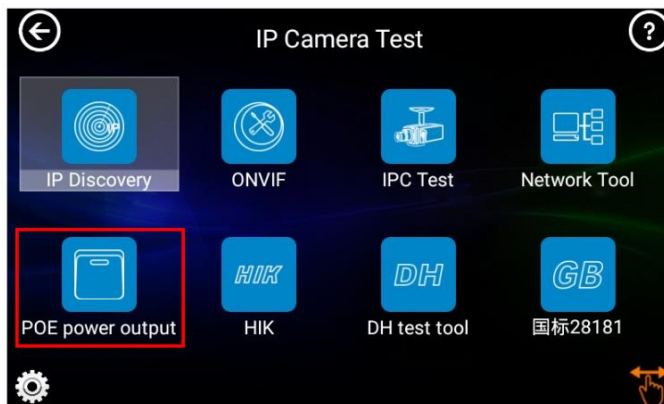 IP Camera Test
?
IP
IP Discovery
ONVIF
IPC Test
Network Tool
HIK
DH
GB
POE power output
HIK
DH test tool
国标28181